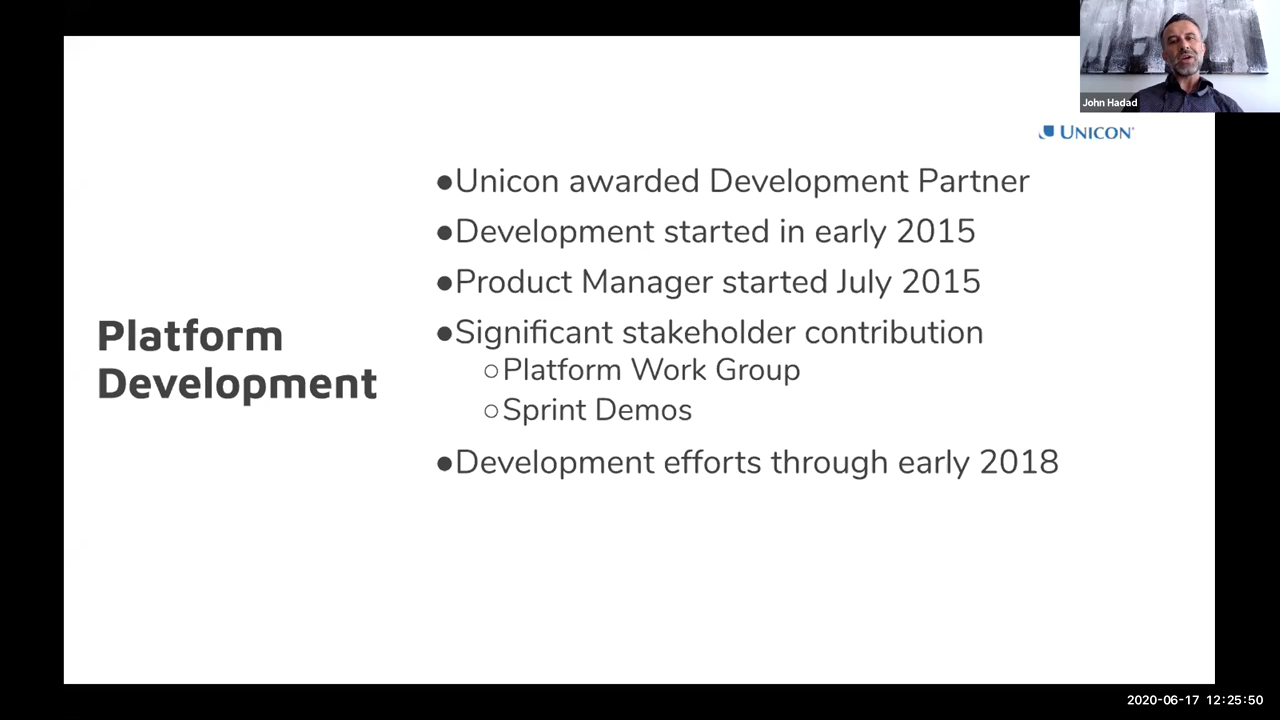 John Hadad
UNICON
●Unicon awarded Development Partner
●Development started in early 2015
●Product Manager started July 2015
●Significant stakeholder contribution
○Platform Work Group
○Sprint Demos
●Development efforts through early 2018
Platform
Development
2020-06-17 12:25:50